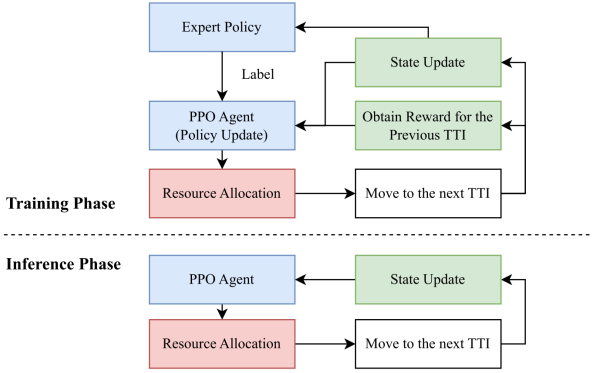 Expert Policy
State Update
Label
PPO Agent
(Policy Update)
Obtain Reward for the
Previous TTI
Resource Allocation
Move to the next TTI
Training Phase
Inference Phase
PPO Agent
State Update
Resource Allocation
Move to the next TTI